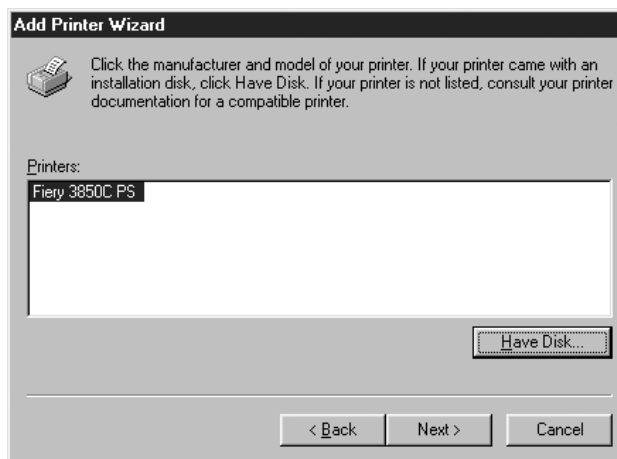 Add Printer Wizard
Click the manufacturer and model of your printer. If your printer came with an
installation disk, click Have Disk. If your printer is not listed, consult your printer
documentation for a compatible printer.
Printers:
Fiery 3850C PS
Have Disk...
< Back
Next >
Cancel